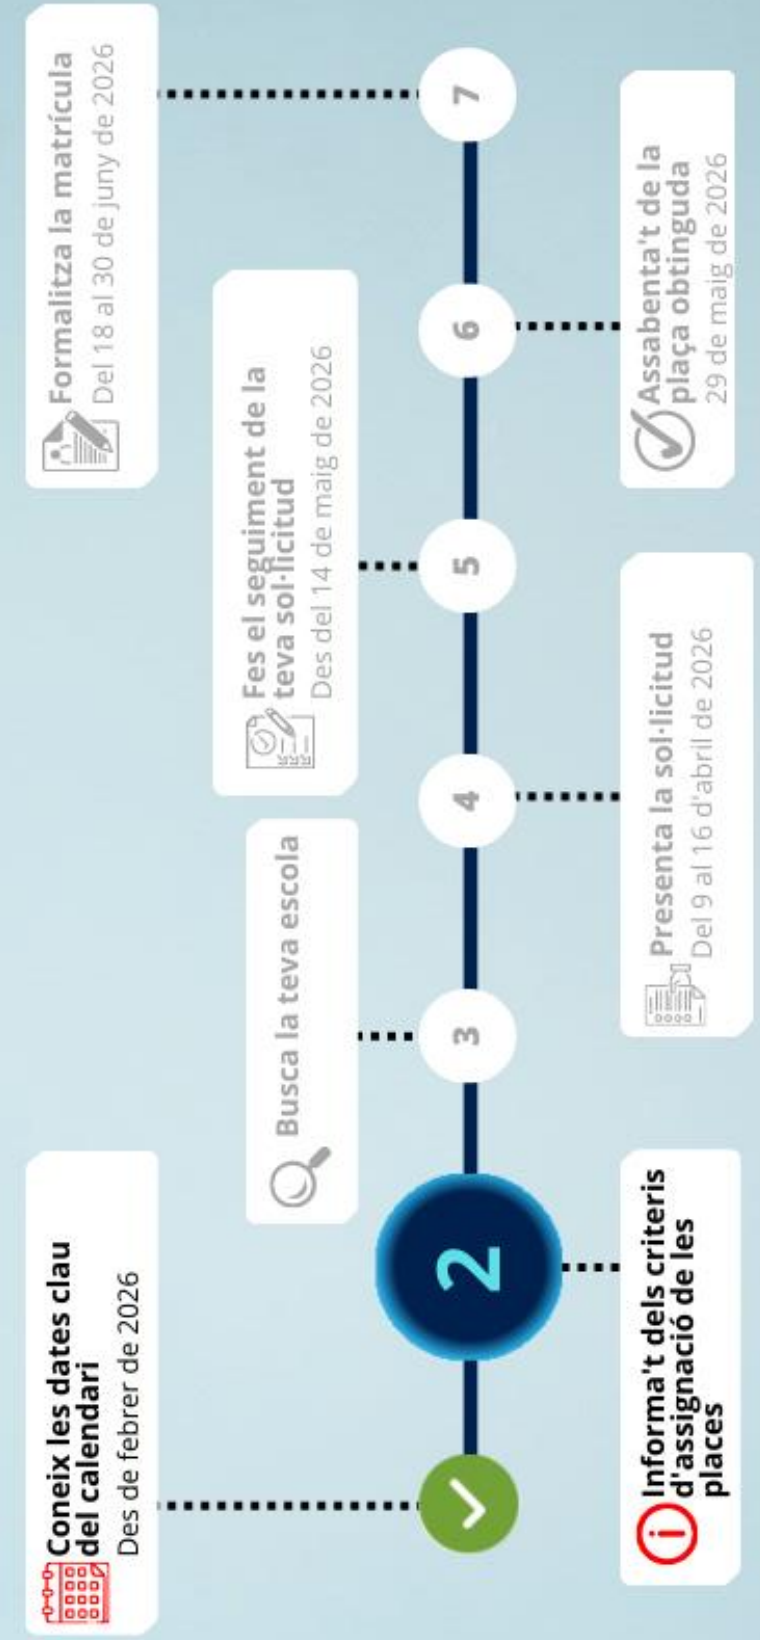 Coneix les dates clau
del calendari
Des de febrer de 2026
2
Informa't dels criteris
d'assignació de les
places
3
Busca la teva escola
4
Presenta la sol·licitud
Del 9 al 16 d'abril de 2026
5
Fes el seguiment de la
teva sol·licitud
Des del 14 de maig de 2026
6
Assabenta't de la
plaça obtinguda
29 de maig de 2026
7
Formalitza la matrícula
Del 18 al 30 de juny de 2026